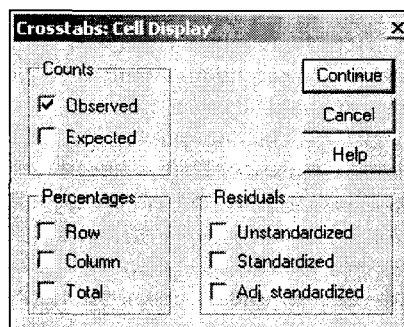 Crosstabs: Cell Display
Counts
Observed
Expected
Continue
Cancel
Help
Percentages
Row
Column
Total
Residuals
Unstandardized
Standardized
Adj. standardized